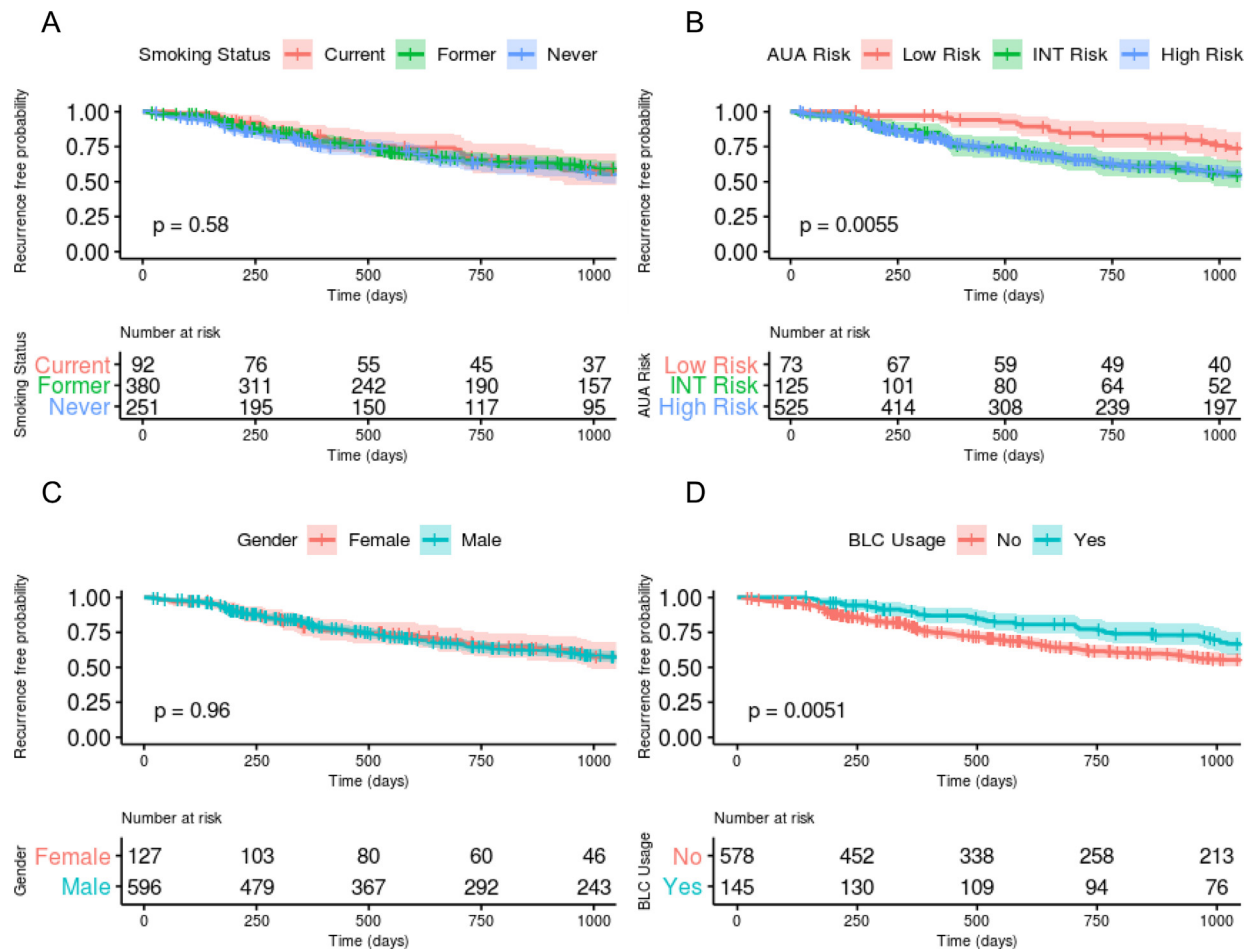 A
Smoking Status Current Former Never
Recurrence free probability
1.00
0.75
0.50
0.25
0.00
p = 0.58
0 250 500 750 1000
Time (days)
Number at risk
Smoking Status
Current 92 76 55 45 37
Former 380 311 242 190 157
Never 251 195 150 117 95
0 250 500 750 1000
Time (days)
B
AUA Risk Low Risk INT Risk High Risk
Recurrence free probability
1.00
0.75
0.50
0.25
0.00
p = 0.0055
0 250 500 750 1000
Time (days)
Number at risk
AUA Risk
Low Risk 73 67 59 49 40
INT Risk 125 101 80 64 52
High Risk 525 414 308 239 197
0 250 500 750 1000
Time (days)
C
Gender Female Male
Recurrence free probability
1.00
0.75
0.50
0.25
0.00
p = 0.96
0 250 500 750 1000
Time (days)
Number at risk
Gender
Female 127 103 80 60 46
Male 596 479 367 292 243
0 250 500 750 1000
Time (days)
D
BLC Usage No Yes
Recurrence free probability
1.00
0.75
0.50
0.25
0.00
p = 0.0051
0 250 500 750 1000
Time (days)
Number at risk
BLC Usage
No 578 452 338 258 213
Yes 145 130 109 94 76
0 250 500 750 1000
Time (days)